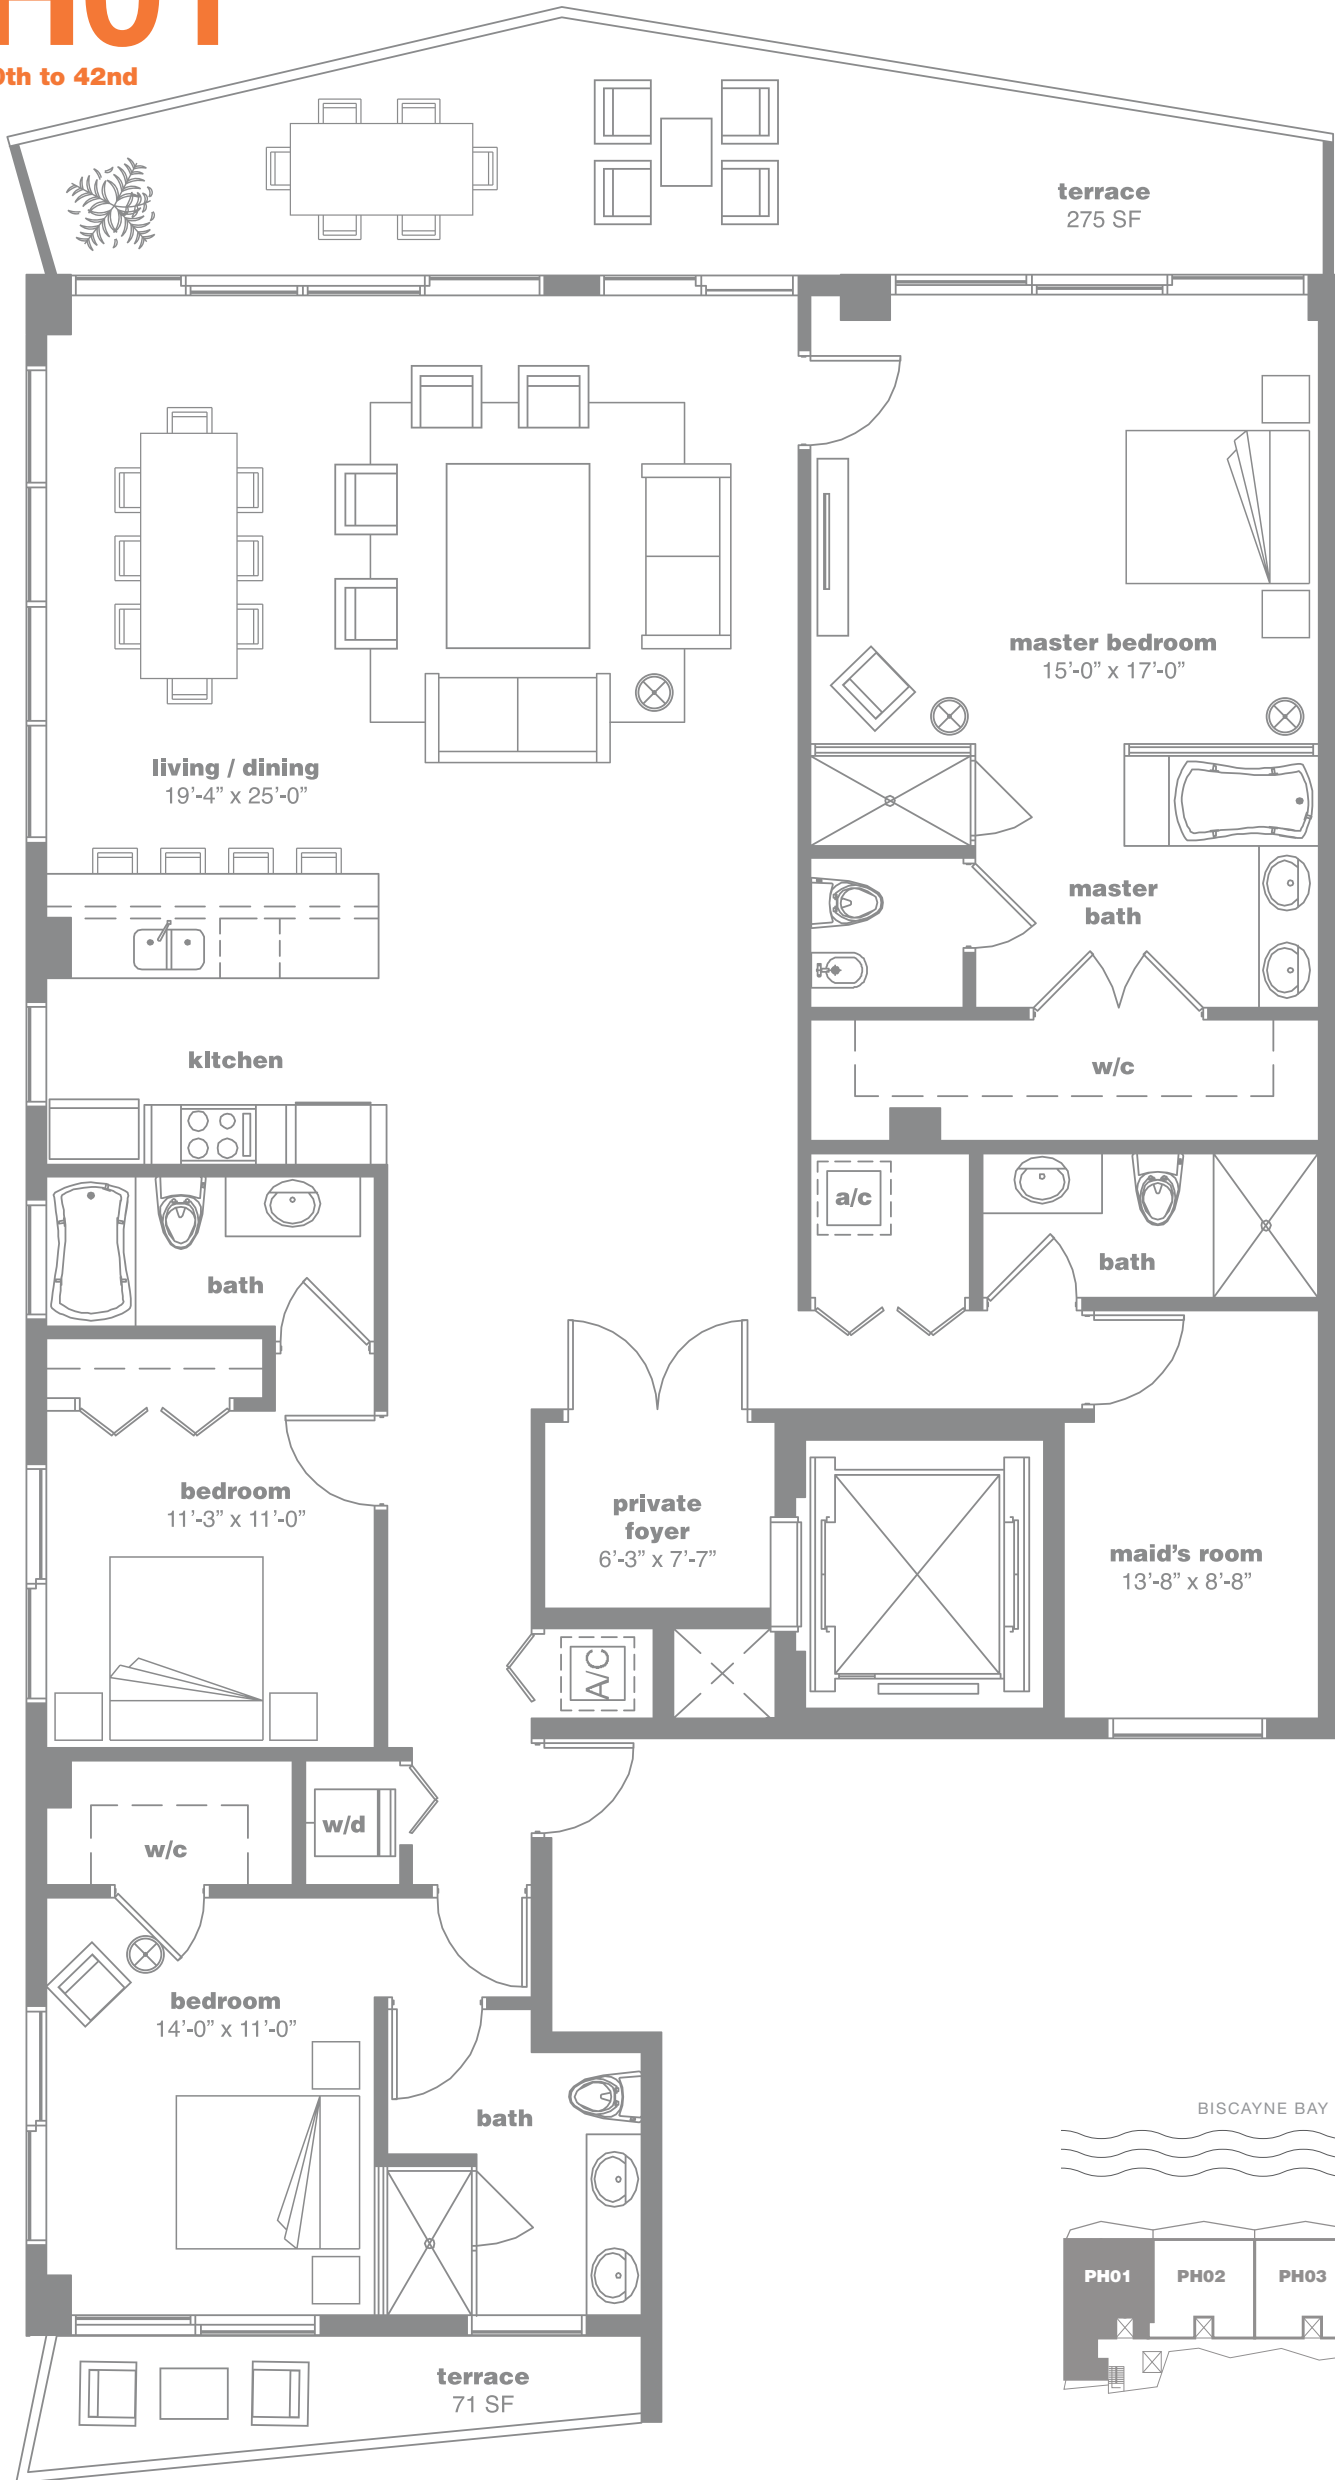 H01
0th to 42nd
terrace
275 SF
master bedroom
15'-0” x 17'-0”
living / dining
19'-4” x 25'-0”
master
bath
kItchen
w/c
a/c
bath
bath
bedroom
11'-3” x 11'-0”
private
foyer
6'-3” x 7'-7”
maid's room
13'-8” x 8'-8”
A/C
w/d
w/c
bedroom
14'-0” x 11'-0”
bath
BISCAYNE BAY
PH01 PH02 PH03
terrace
71 SF